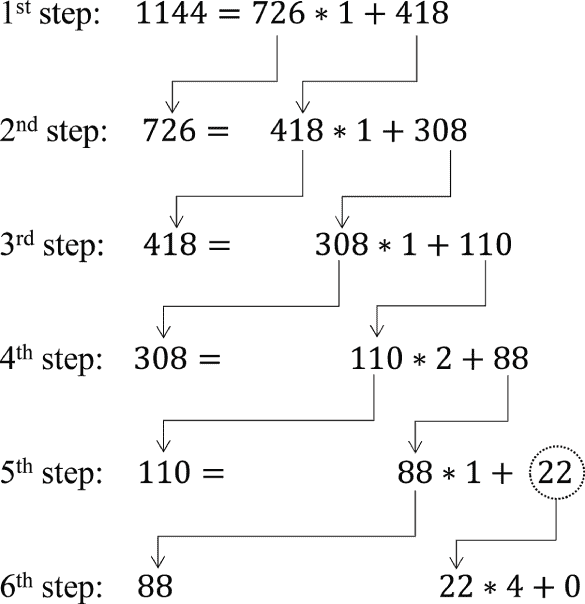 1st step: 1144 = 726 * 1 + 418
2nd step: 726 = 418 * 1 + 308
3rd step: 418 = 308 * 1 + 110
4th step: 308 = 110 * 2 + 88
5th step: 110 = 88 * 1 + 22
6th step: 88 22 * 4 + 0